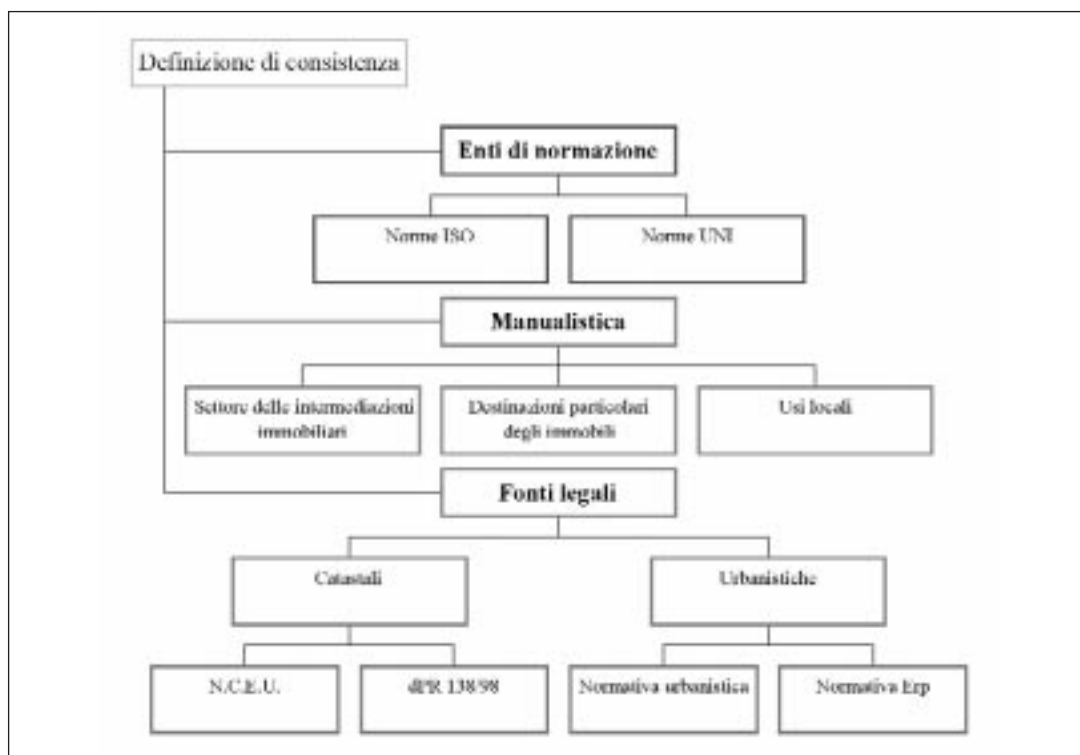 Definizione di consistenza
Enti di normazione
Norme ISO
Norme UNI
Manualistica
Settore delle intermediazioni
immobiliari
Destinazioni particolari
degli immobili
Usi locali
Fonti legali
Catastali
Urbanistiche
N.C.E.U.
dPR 138/98
Normativa urbanistica
Normativa Erp